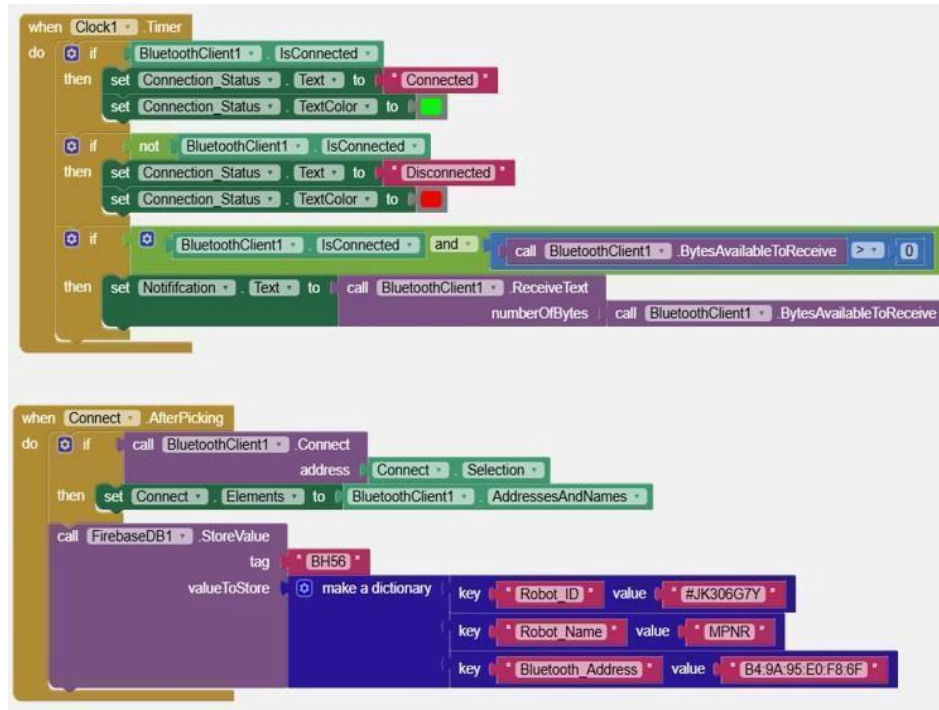 when Clock1 .Timer
do if BluetoothClient1 . IsConnected
then set Connection_Status . Text to " Connected "
set Connection_Status . TextColor to
if not BluetoothClient1 . IsConnected
then set Connection_Status . Text to " Disconnected "
set Connection_Status . TextColor to
if BluetoothClient1 . IsConnected and call BluetoothClient1 .BytesAvailableToReceive > 0
then set Notififcation . Text to call BluetoothClient1 .ReceiveText
numberOfBytes call BluetoothClient1 .BytesAvailableToReceive
when Connect .AfterPicking
do if call BluetoothClient1 .Connect
address Connect . Selection
then set Connect . Elements to BluetoothClient1 . AddressesAndNames
call FirebaseDB1 .StoreValue
tag " BH56 "
valueToStore make a dictionary key " Robot_ID " value " #JK306G7Y "
key " Robot_Name " value " MPNR "
key " Bluetooth_Address " value " B4:9A:95:E0:F8:6F "